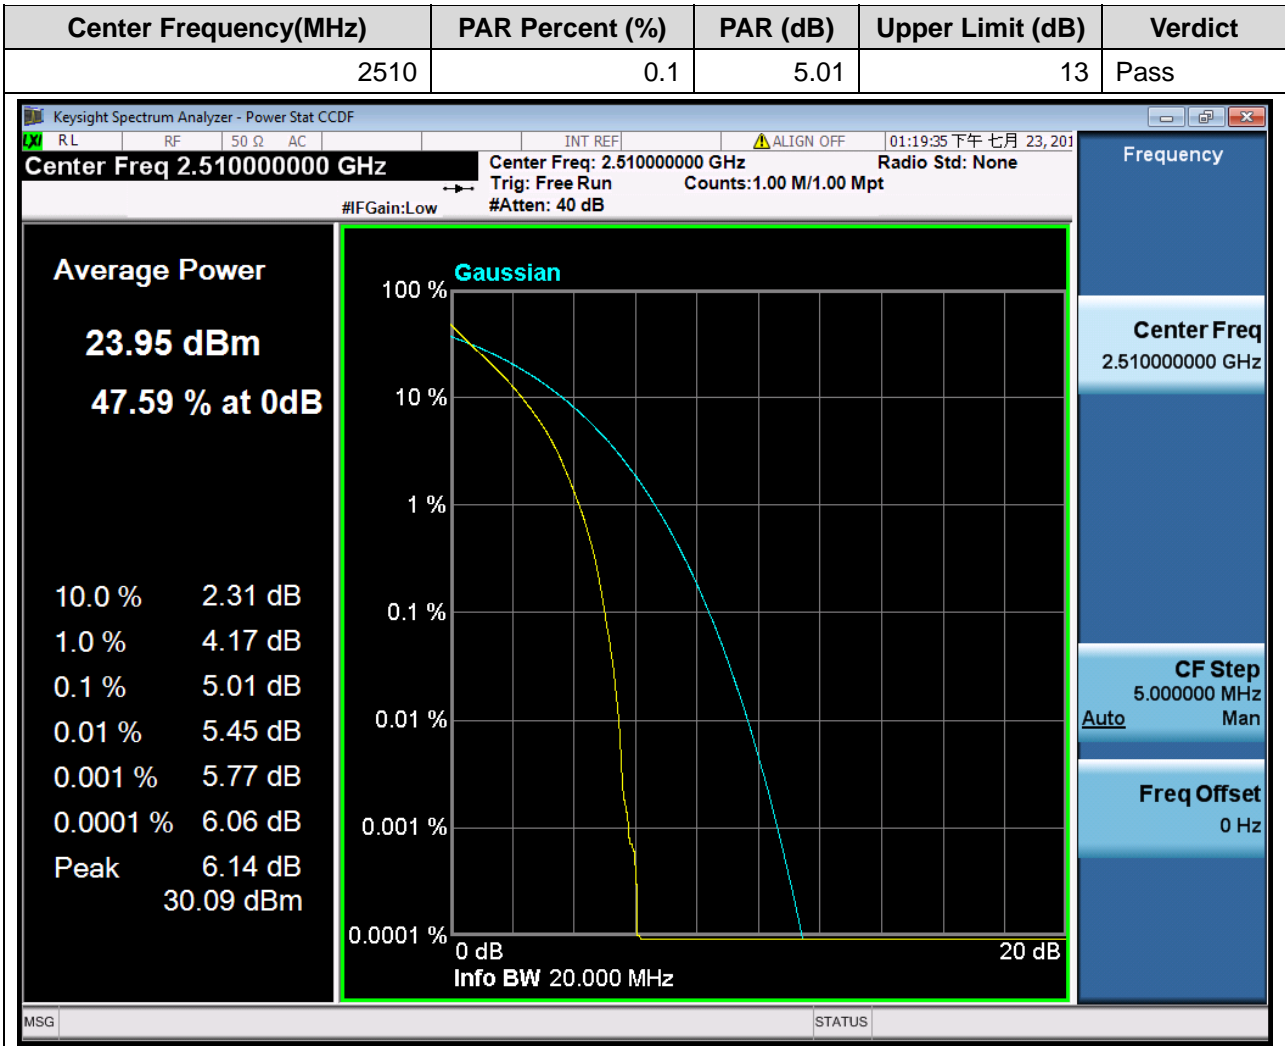 Center Frequency(MHz) PAR Percent (%) PAR (dB) Upper Limit (dB) Verdict
2510 0.1 5.01 13 Pass
Keysight Spectrum Analyzer - Power Stat CCDF
LXI RL RF 50 Ω AC INT REF ALIGN OFF 01:19:35 下午 七月 23, 201
Center Freq 2.510000000 GHz
Center Freq: 2.510000000 GHz Radio Std: None
Trig: Free Run Counts:1.00 M/1.00 Mpt
#IFGain:Low #Atten: 40 dB
Average Power
23.95 dBm
47.59 % at 0dB
10.0 % 2.31 dB
1.0 % 4.17 dB
0.1 % 5.01 dB
0.01 % 5.45 dB
0.001 % 5.77 dB
0.0001 % 6.06 dB
Peak 6.14 dB
30.09 dBm
Gaussian
100 %
10 %
1 %
0.1 %
0.01 %
0.001 %
0.0001 %
0 dB 20 dB
Info BW 20.000 MHz
Frequency
Center Freq
2.510000000 GHz
CF Step
5.000000 MHz
Auto Man
Freq Offset
0 Hz
MSG STATUS